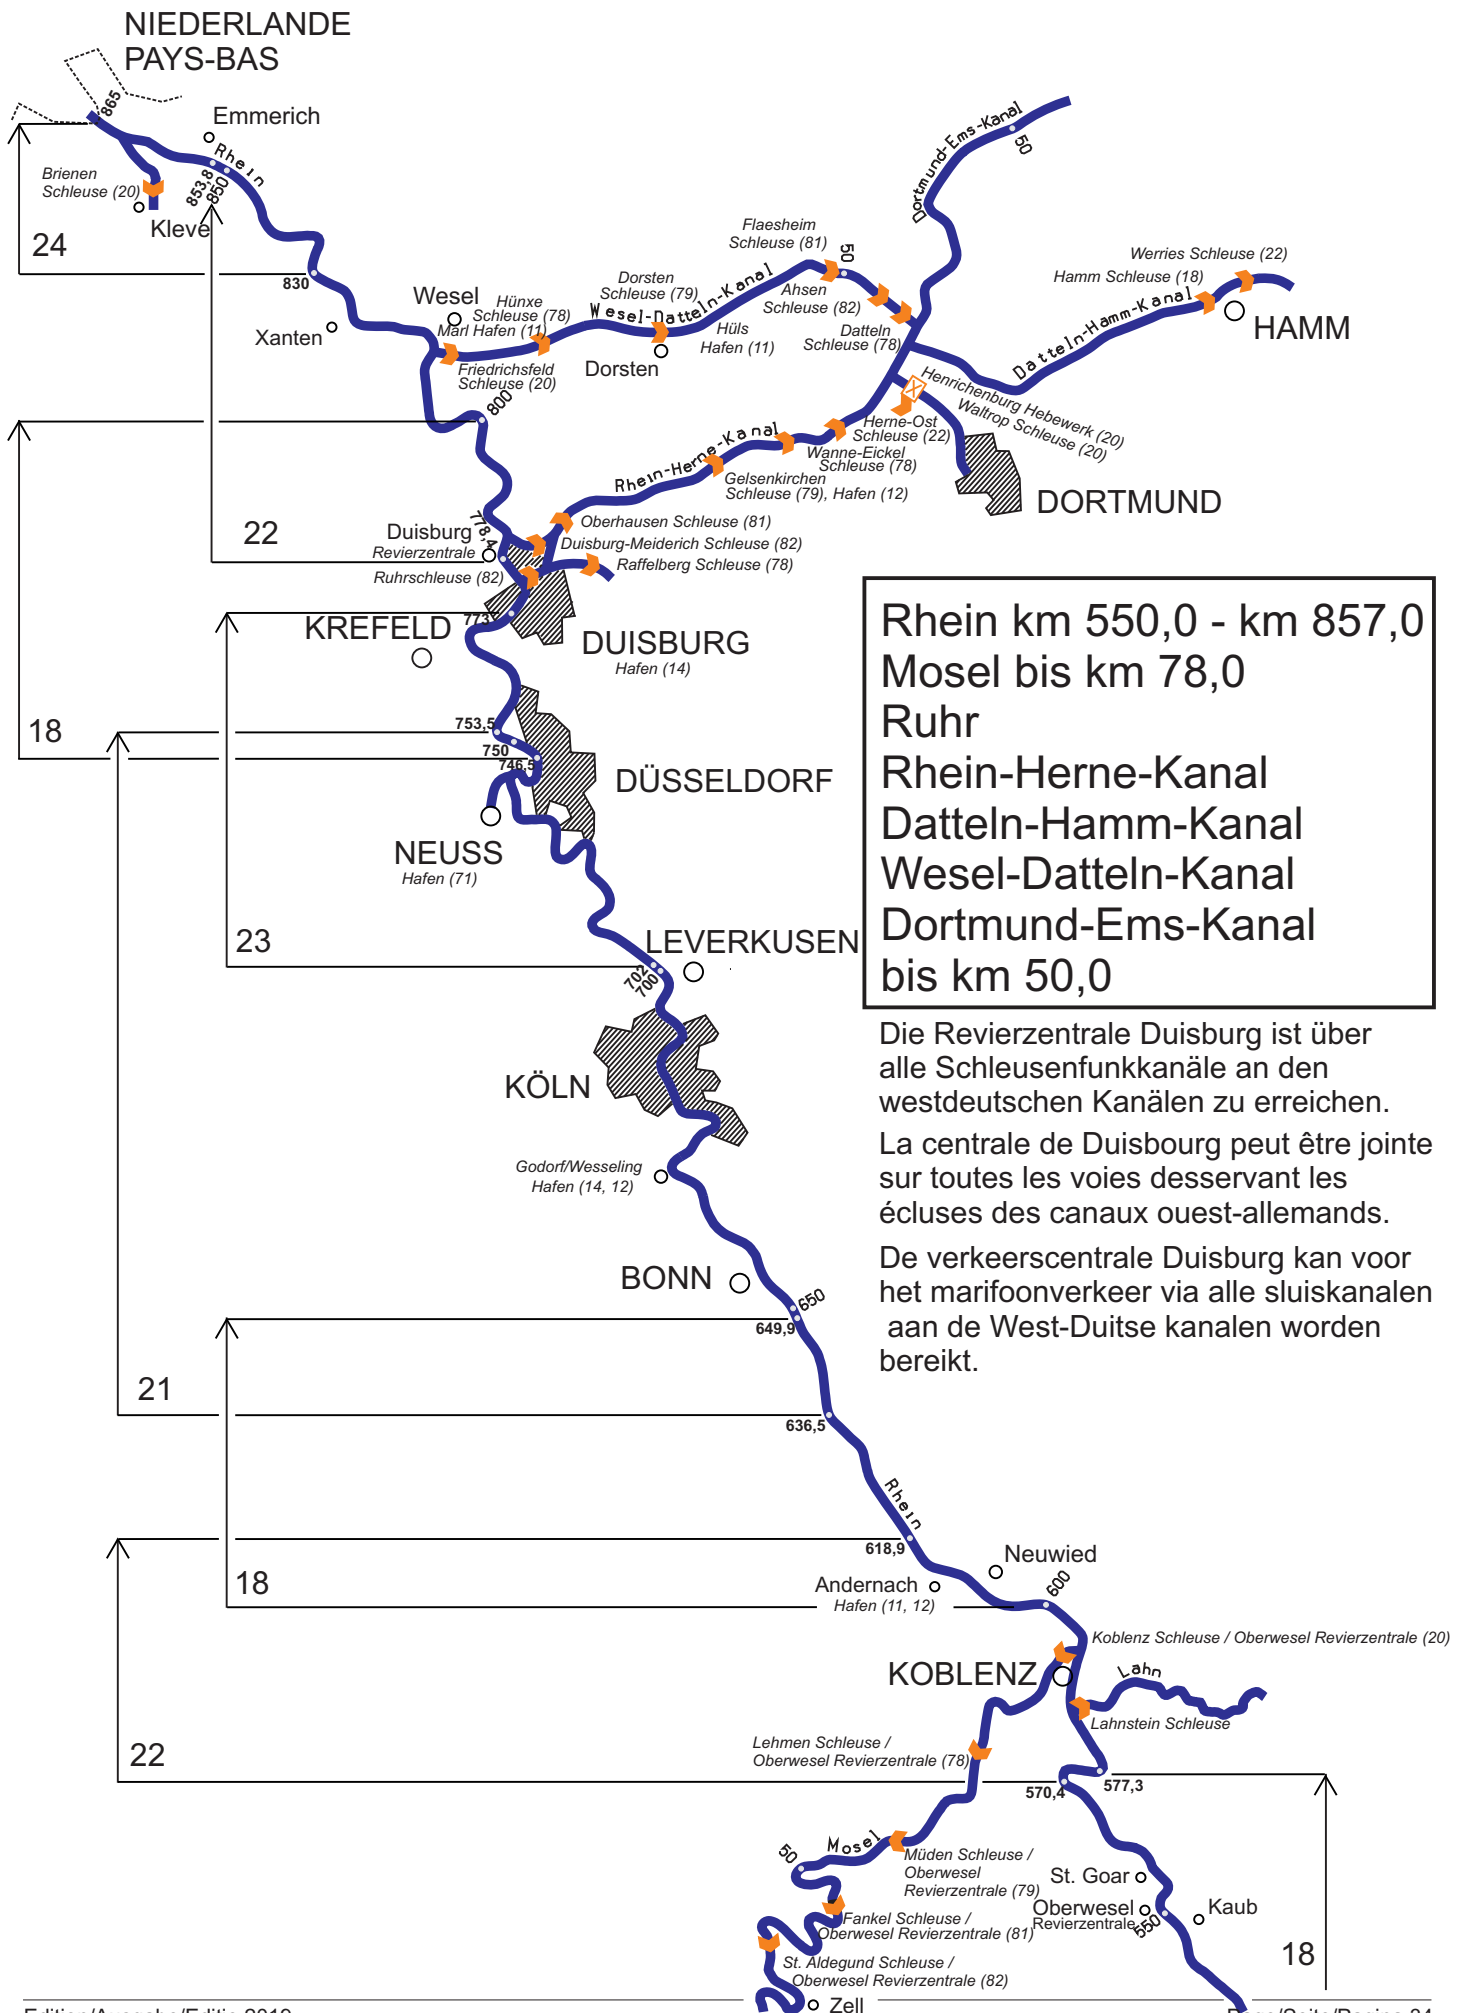 NIEDERLANDE
PAYS-BAS
865
Emmerich
Rhein
Brienen
Schleuse (20)
853,8
850
Kleve
24
830
Dortmund-Ems-Kanal
50
Flaesheim
Schleuse (81)
50
Werries Schleuse (22)
Hamm Schleuse (18)
Datteln-Hamm-Kanal
HAMM
Dorsten
Schleuse (79)
Ahsen
Schleuse (82)
Wesel-Datteln-Kanal
Wesel
Hünxe
Schleuse (78)
Marl Hafen (11)
Xanten
Hüls
Hafen (11)
Datteln
Schleuse (78)
Dorsten
Friedrichsfeld
Schleuse (20)
Henrichenburg Hebewerk (20)
Waltrop Schleuse (20)
800
Herne-Ost
Schleuse (22)
Rhein-Herne-Kanal
Wanne-Eickel
Schleuse (78)
Gelsenkirchen
Schleuse (79), Hafen (12)
DORTMUND
22
778,4
Duisburg
Revierzentrale
Oberhausen Schleuse (81)
Duisburg-Meiderich Schleuse (82)
Raffelberg Schleuse (78)
Ruhrschleuse (82)
773
KREFELD
DUISBURG
Hafen (14)
Rhein km 550,0 - km 857,0
Mosel bis km 78,0
Ruhr
Rhein-Herne-Kanal
Datteln-Hamm-Kanal
Wesel-Datteln-Kanal
Dortmund-Ems-Kanal
bis km 50,0
18
753,5
750
746,5
DÜSSELDORF
NEUSS
Hafen (71)
23
LEVERKUSEN
702
700
Die Revierzentrale Duisburg ist über
alle Schleusenfunkkanäle an den
westdeutschen Kanälen zu erreichen.
La centrale de Duisbourg peut être jointe
sur toutes les voies desservant les
écluses des canaux ouest-allemands.
De verkeerscentrale Duisburg kan voor
het marifoonverkeer via alle sluiskanalen
aan de West-Duitse kanalen worden
bereikt.
KÖLN
Godorf/Wesseling
Hafen (14, 12)
BONN
650
649,9
21
636,5
Rhein
618,9
Neuwied
18
Andernach
Hafen (11, 12)
600
Koblenz Schleuse / Oberwesel Revierzentrale (20)
KOBLENZ
Lahn
Lahnstein Schleuse
22
Lehmen Schleuse /
Oberwesel Revierzentrale (78)
570,4
577,3
Mosel
50
Müden Schleuse /
Oberwesel
Revierzentrale (79)
St. Goar
Oberwesel
Revierzentrale
550
Kaub
Fankel Schleuse /
Oberwesel Revierzentrale (81)
18
St. Aldegund Schleuse /
Oberwesel Revierzentrale (82)
Zell
Edition/Ausgabe/Editie 2019
Page/Seite/Pagina 34